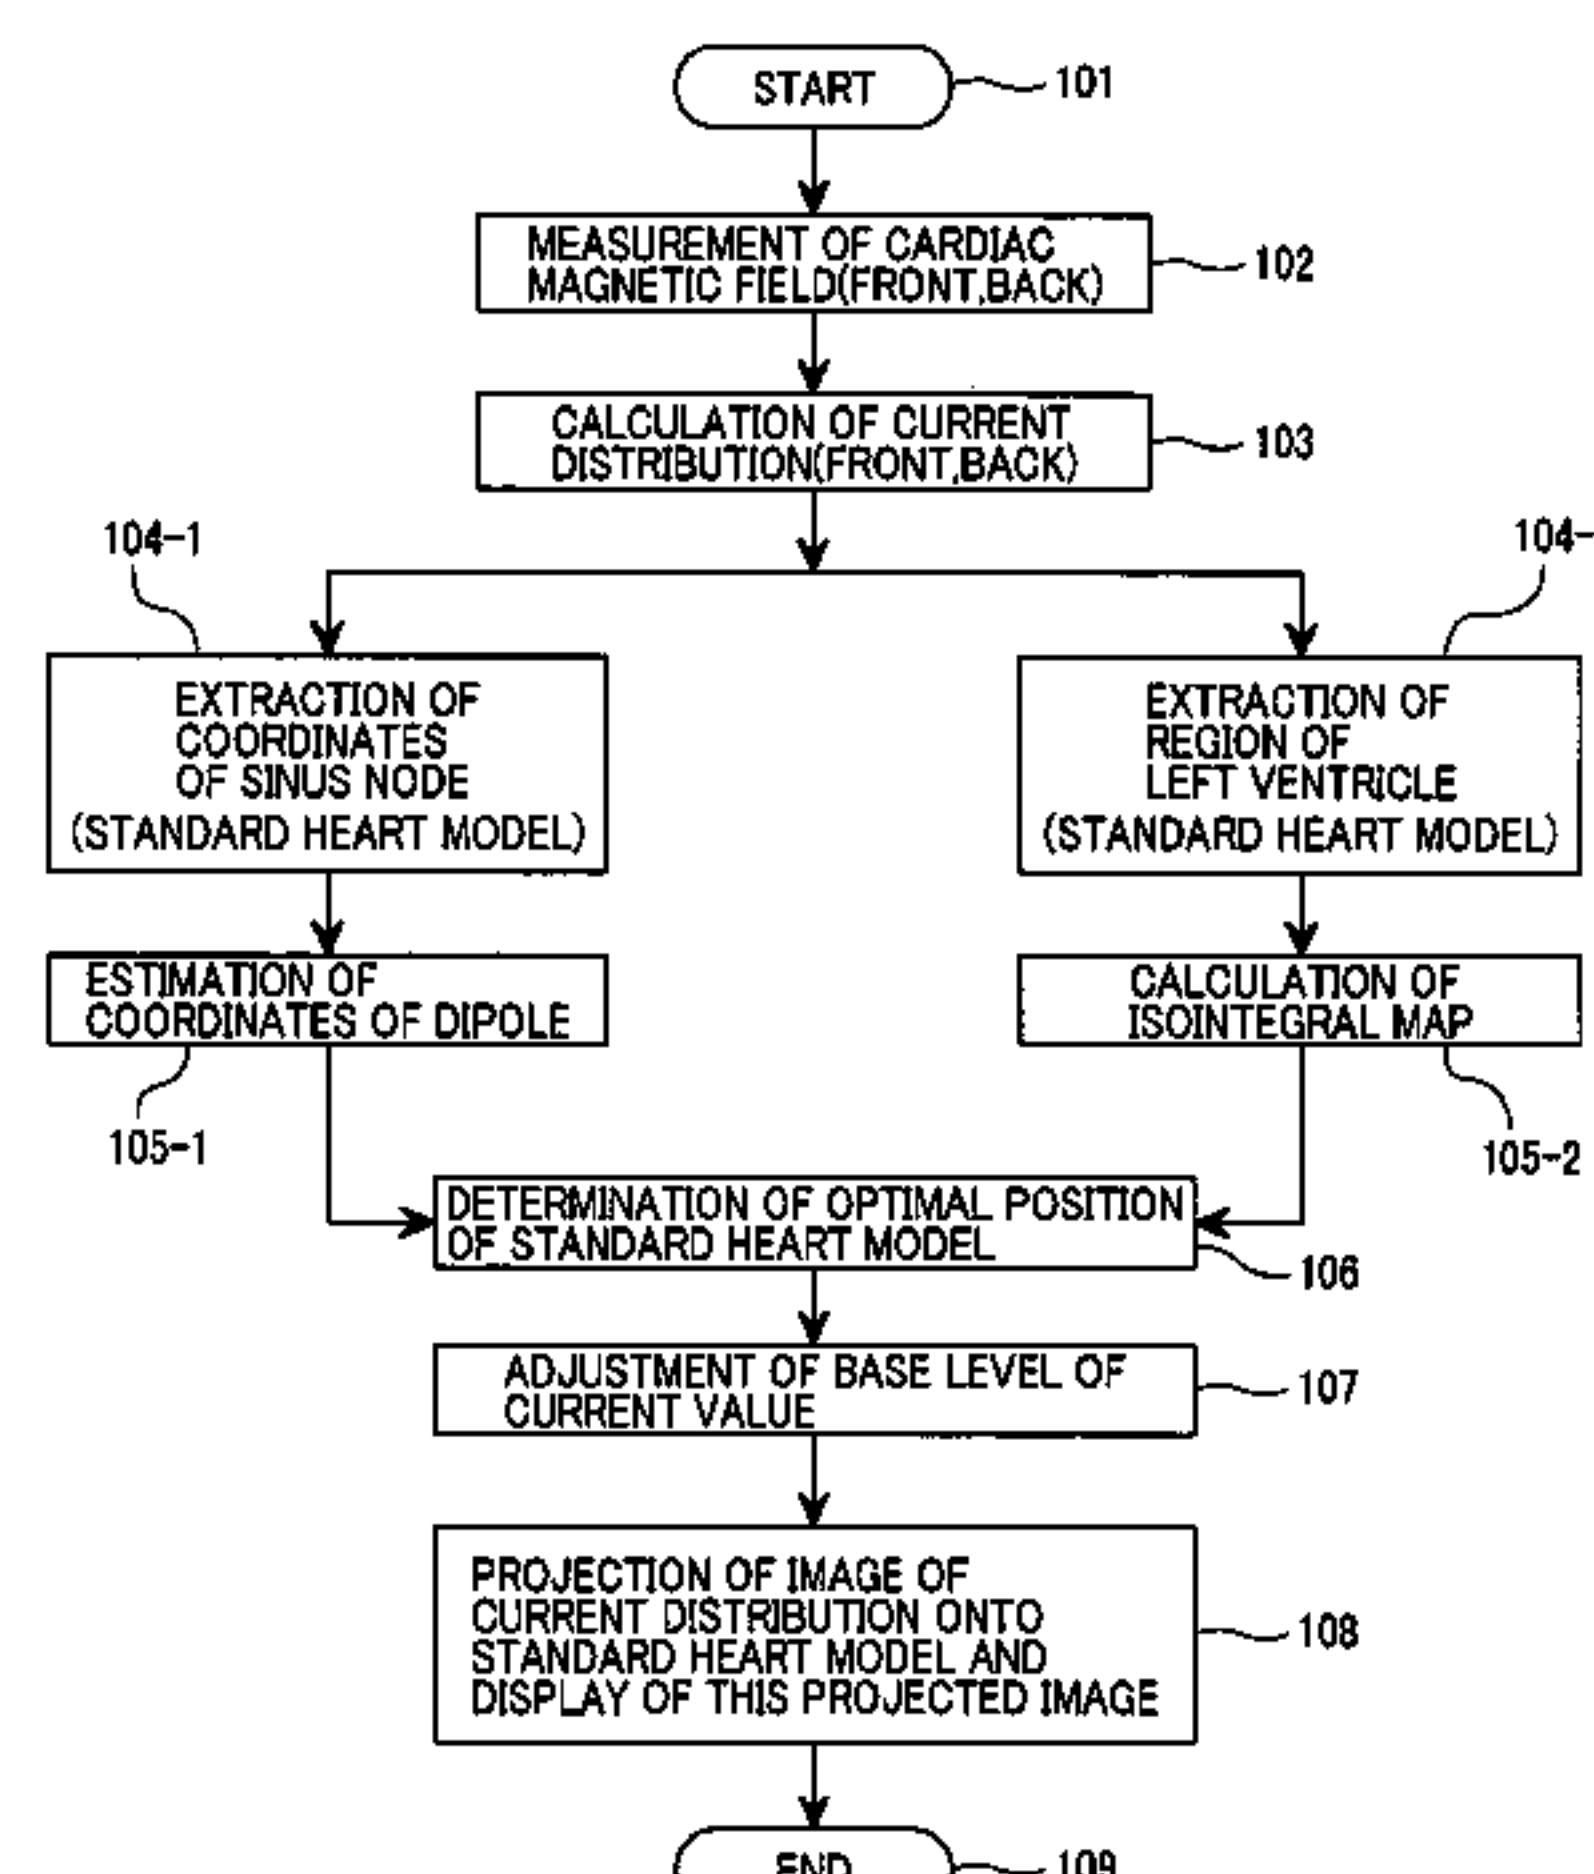 START
101
MEASUREMENT OF CARDIAC
MAGNETIC FIELD(FRONT,BACK)
102
CALCULATION OF CURRENT
DISTRIBUTION(FRONT,BACK)
103
104-1
104-
EXTRACTION OF
COORDINATES
OF SINUS NODE
(STANDARD HEART MODEL)
EXTRACTION OF
REGION OF
LEFT VENTRICLE
(STANDARD HEART MODEL)
ESTIMATION OF
COORDINATES OF DIPOLE
CALCULATION OF
ISOINTEGRAL MAP
105-1
105-2
DETERMINATION OF OPTIMAL POSITION
OF STANDARD HEART MODEL
106
ADJUSTMENT OF BASE LEVEL OF
CURRENT VALUE
107
PROJECTION OF IMAGE OF
CURRENT DISTRIBUTION ONTO
STANDARD HEART MODEL AND
DISPLAY OF THIS PROJECTED IMAGE
108
END
109